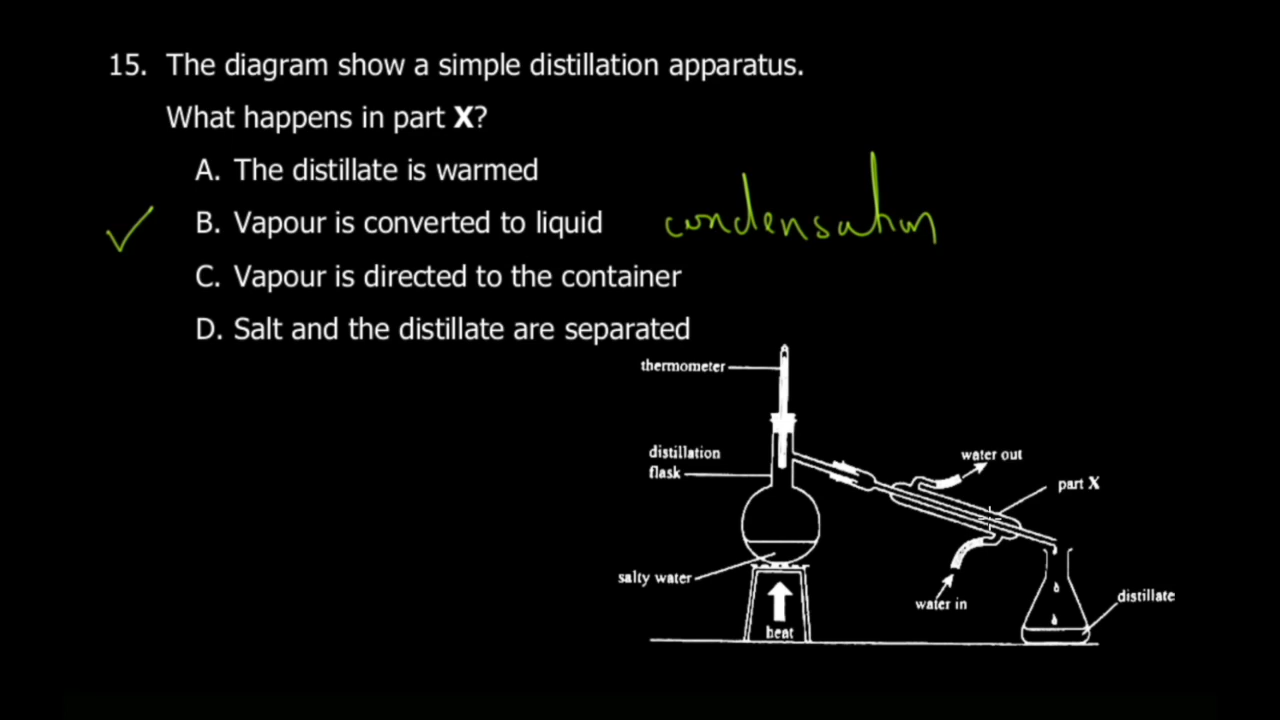 15. The diagram show a simple distillation apparatus.
What happens in part X?
A. The distillate is warmed
B. Vapour is converted to liquid condensation
C. Vapour is directed to the container
D. Salt and the distillate are separated
thermometer
distillation
flask
water out
part X
salty water
water in
distillate
heat